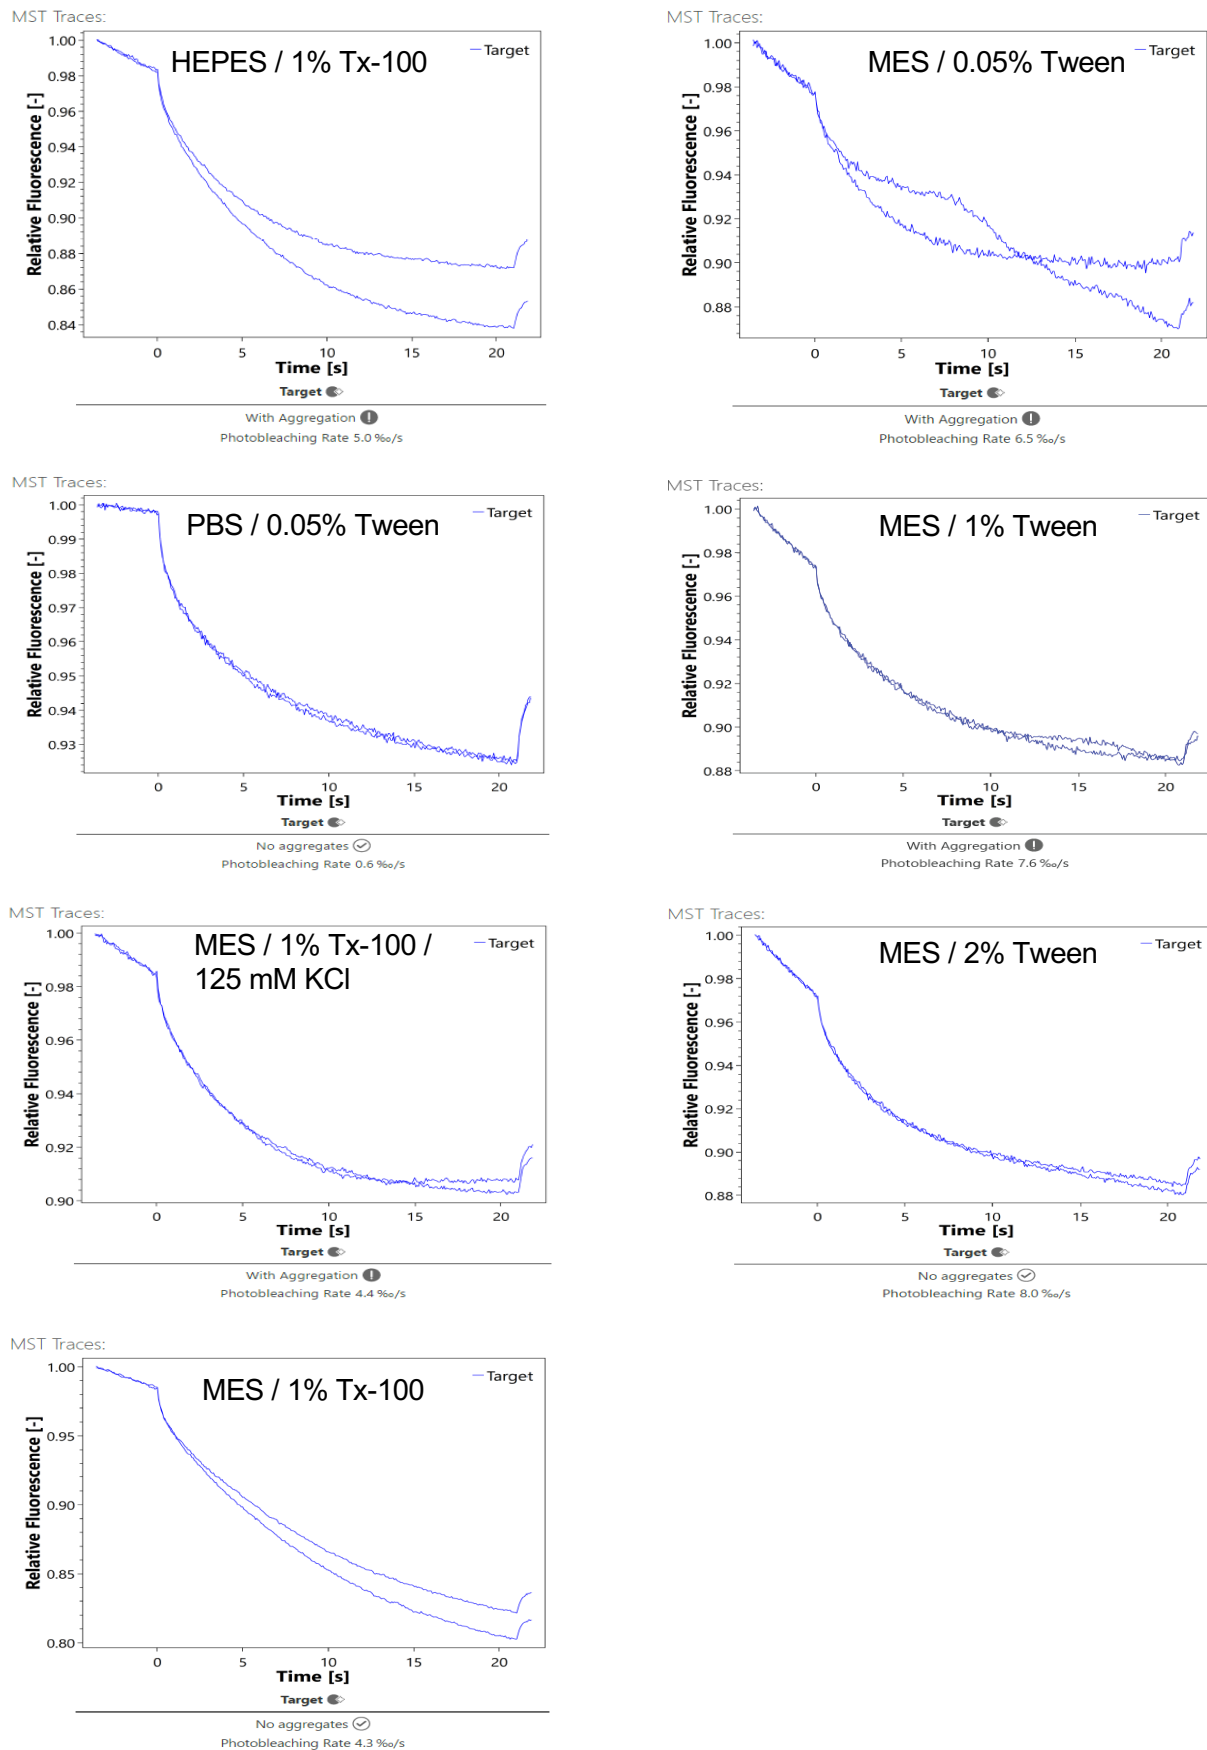 MST Traces:
HEPES / 1% Tx-100
Target
Relative Fluorescence [-]
1.00
0.98
0.96
0.94
0.92
0.90
0.88
0.86
0.84
0 5 10 15 20
Time [s]
Target
With Aggregation
Photobleaching Rate 5.0 ‰/s
MST Traces:
MES / 0.05% Tween
Target
Relative Fluorescence [-]
1.00
0.98
0.96
0.94
0.92
0.90
0.88
0 5 10 15 20
Time [s]
Target
With Aggregation
Photobleaching Rate 6.5 ‰/s
MST Traces:
PBS / 0.05% Tween
Target
Relative Fluorescence [-]
1.00
0.99
0.98
0.97
0.96
0.95
0.94
0.93
0 5 10 15 20
Time [s]
Target
No aggregates
Photobleaching Rate 0.6 ‰/s
MST Traces:
MES / 1% Tween
Target
Relative Fluorescence [-]
1.00
0.98
0.96
0.94
0.92
0.90
0.88
0 5 10 15 20
Time [s]
Target
With Aggregation
Photobleaching Rate 7.6 ‰/s
MST Traces:
MES / 1% Tx-100 /
125 mM KCl
Target
Relative Fluorescence [-]
1.00
0.98
0.96
0.94
0.92
0.90
0 5 10 15 20
Time [s]
Target
With Aggregation
Photobleaching Rate 4.4 ‰/s
MST Traces:
MES / 2% Tween
Target
Relative Fluorescence [-]
1.00
0.98
0.96
0.94
0.92
0.90
0.88
0 5 10 15 20
Time [s]
Target
No aggregates
Photobleaching Rate 8.0 ‰/s
MST Traces:
MES / 1% Tx-100
Target
Relative Fluorescence [-]
1.00
0.95
0.90
0.85
0.80
0 5 10 15 20
Time [s]
Target
No aggregates
Photobleaching Rate 4.3 ‰/s